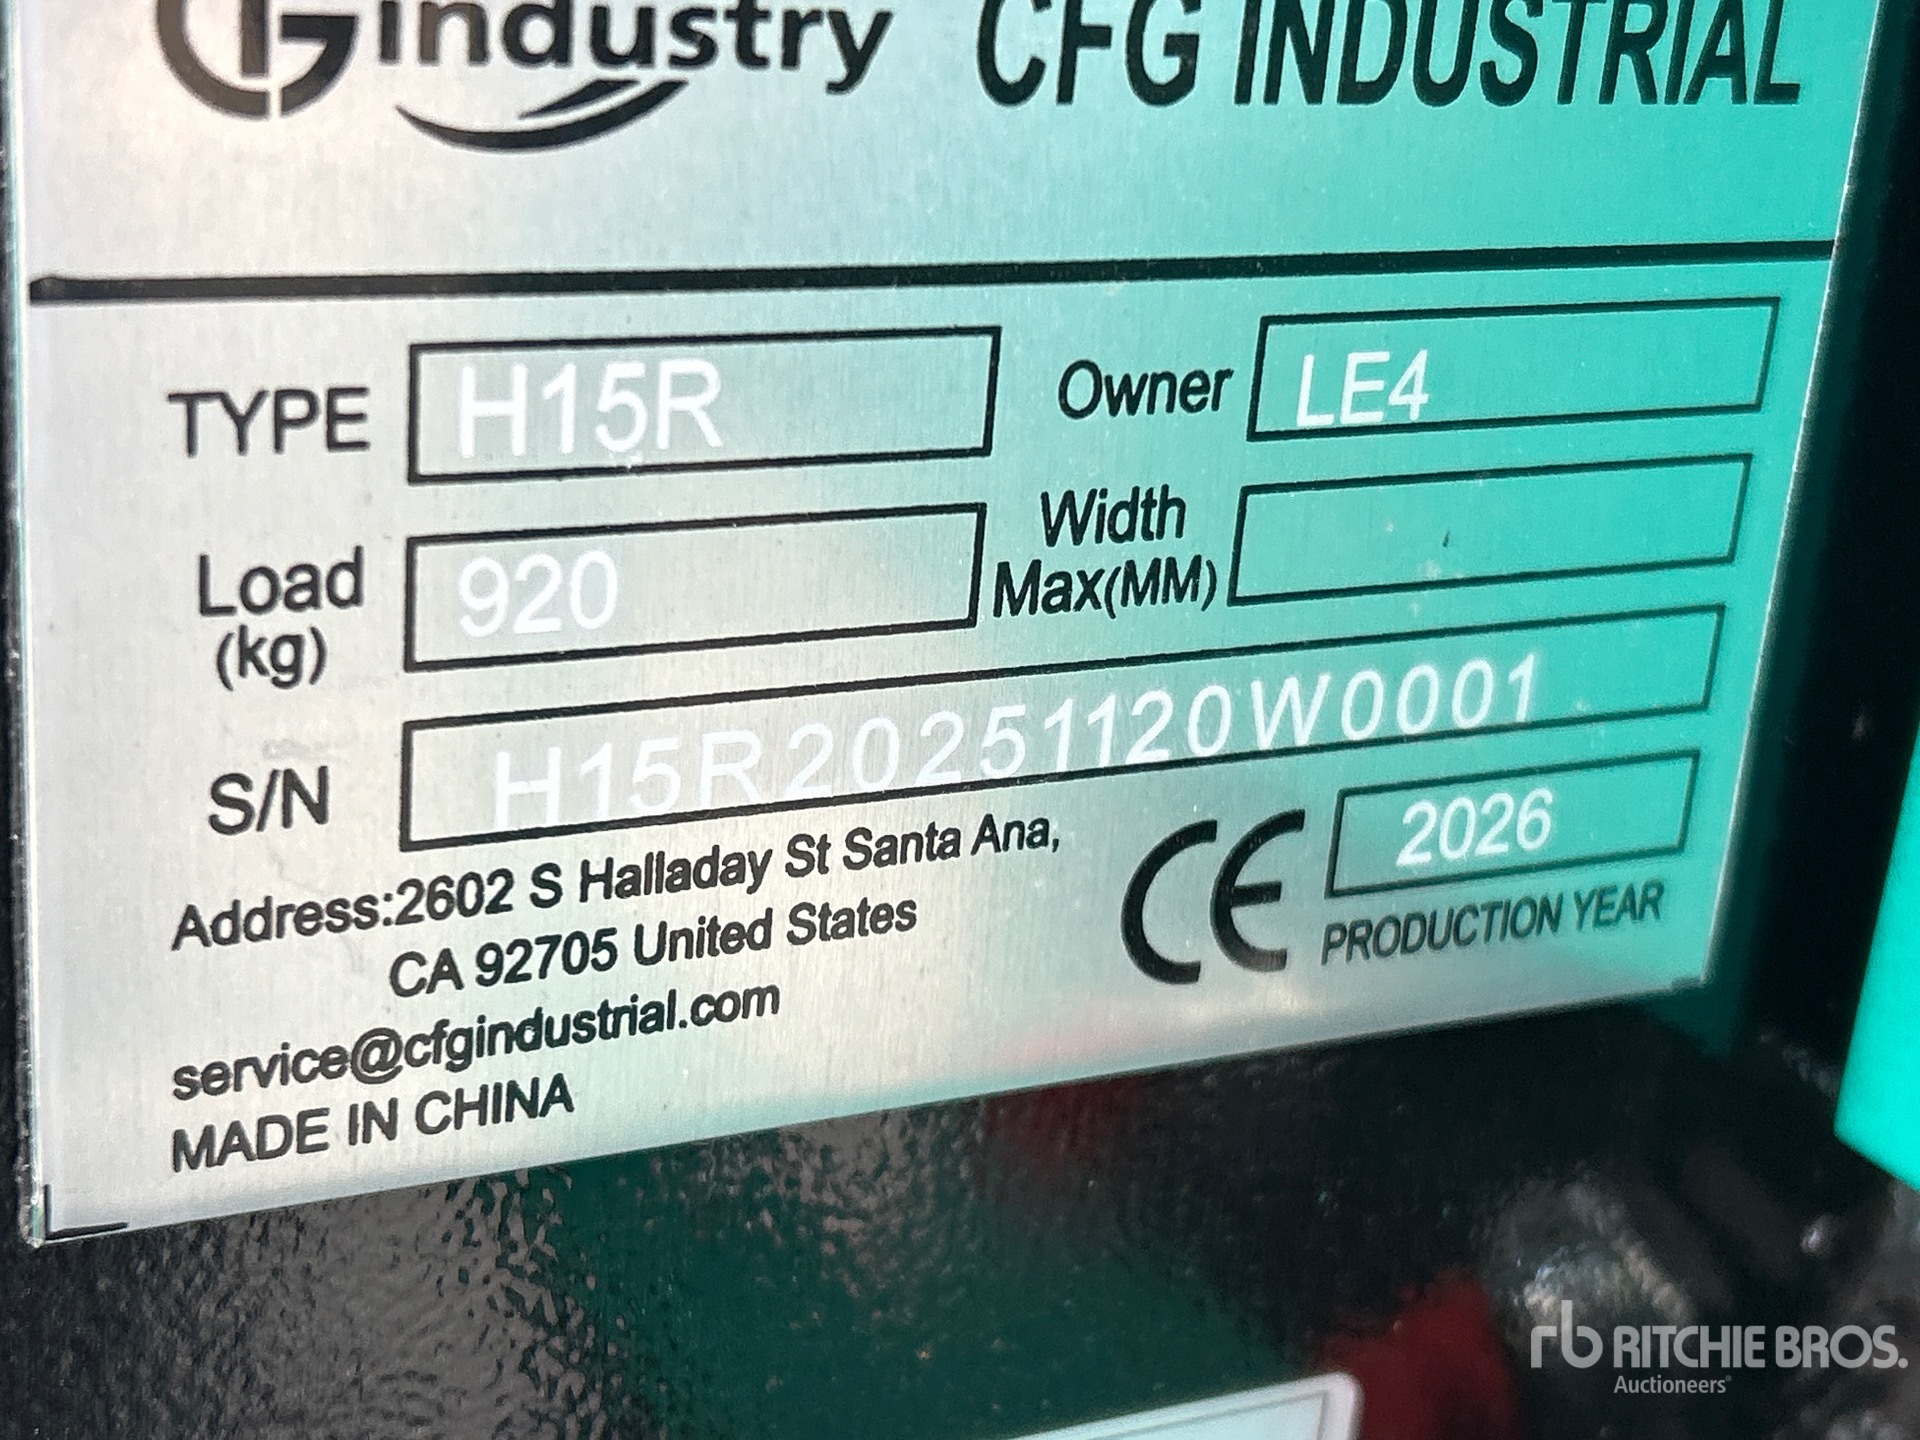 industry CFG INDUSTRIAL
TYPE H15R Owner LE4
Load (kg) 920 Width Max(MM)
S/N H15R20251120W0001
Address:2602 S Halladay St Santa Ana,
CA 92705 United States
service@cfgindustrial.com
MADE IN CHINA
CE 2026
PRODUCTION YEAR
rb RITCHIE BROS.
Auctioneers